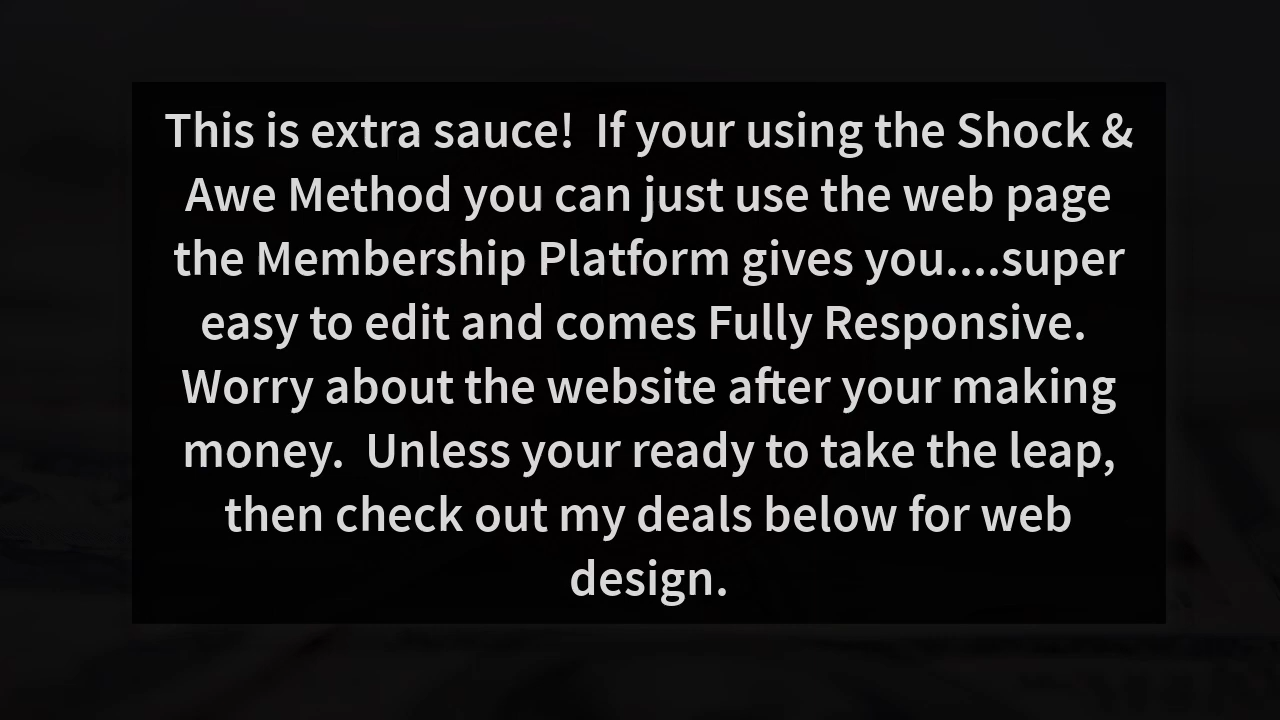 This is extra sauce!  If your using the Shock &
Awe Method you can just use the web page
the Membership Platform gives you....super
easy to edit and comes Fully Responsive.
Worry about the website after your making
money.  Unless your ready to take the leap,
then check out my deals below for web
design.